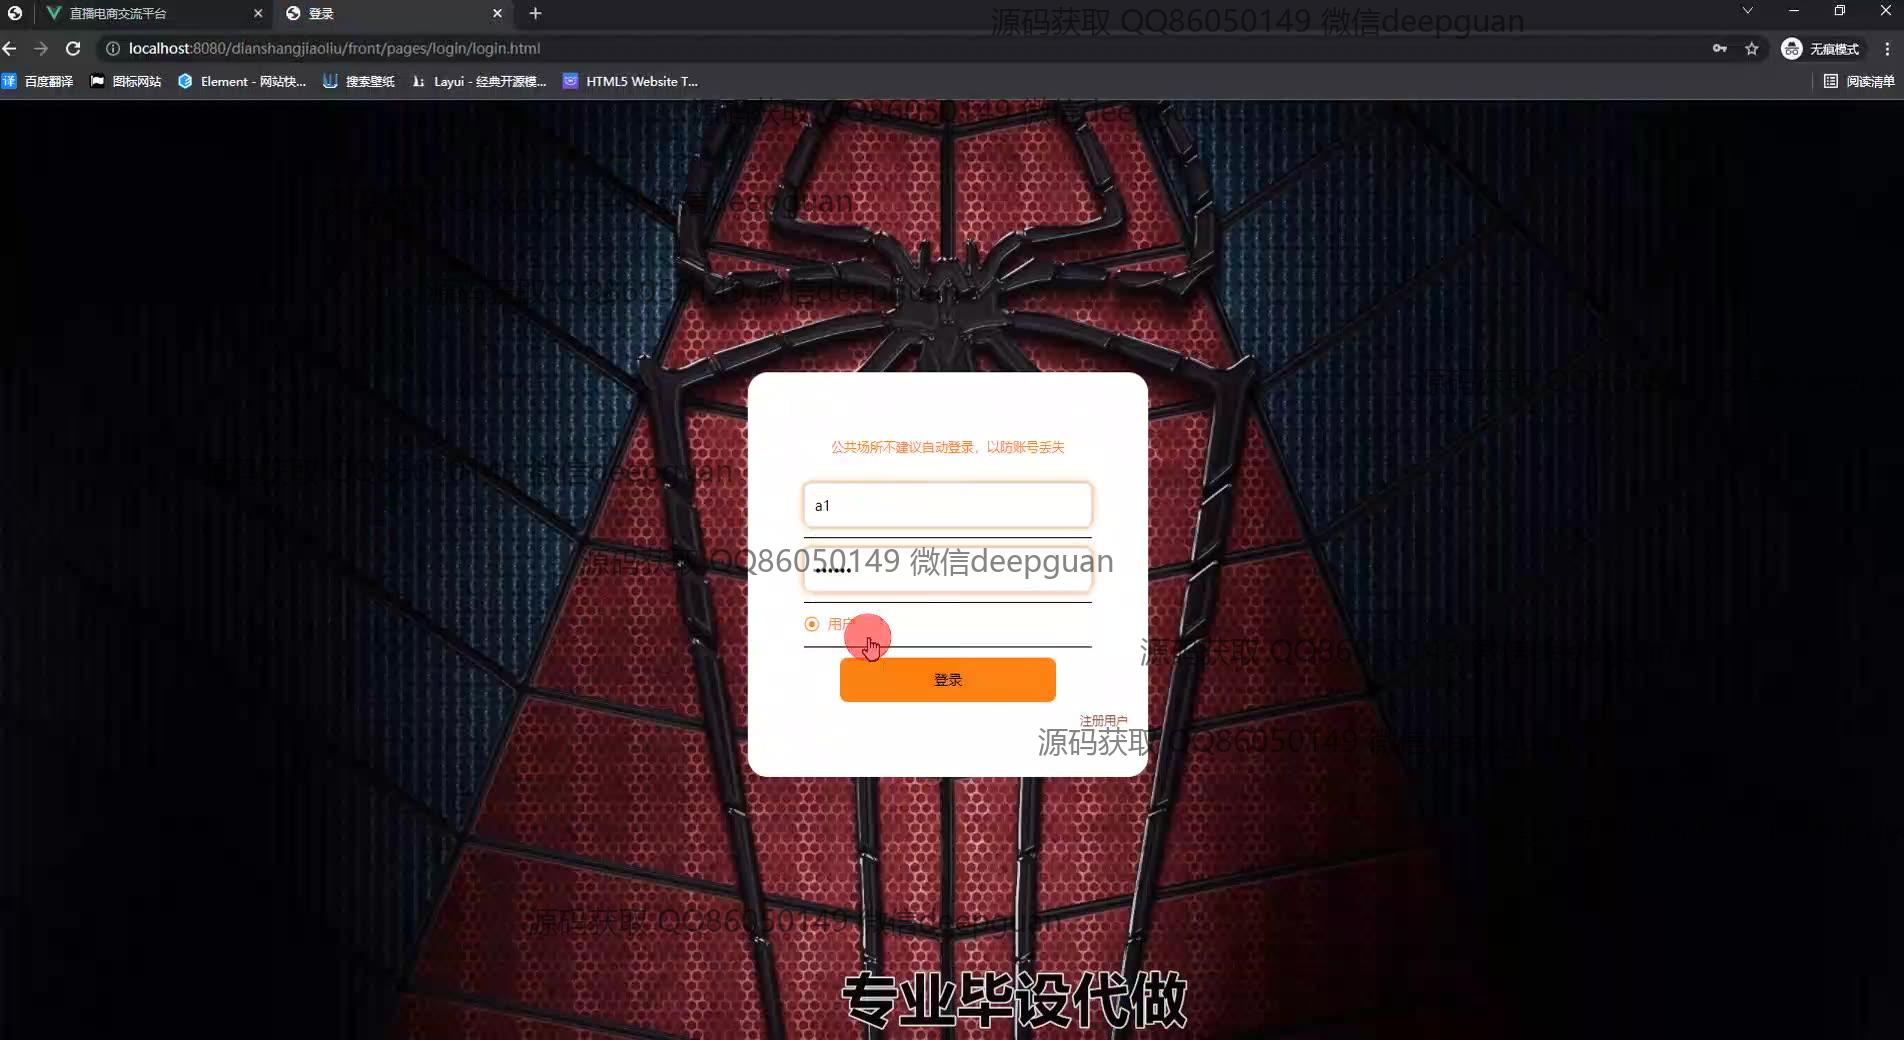 直播电商交流平台
登录
源码获取 QQ86050149 微信deepguan
localhost:8080/dianshangjiaoliu/front/pages/login/login.html
无痕模式
百度翻译
图标网站
Element - 网站快...
搜索壁纸
Layui - 经典开源模...
HTML5 Website T...
阅读清单
源码获取 QQ86050149 微信deepguan
公共场所不建议自动登录，以防账号丢失
a1
源码获取 QQ86050149 微信deepguan
用户
登录
注册用户
源码获取 QQ86050149
源码获取 QQ86050149 微信deepguan
专业毕设代做